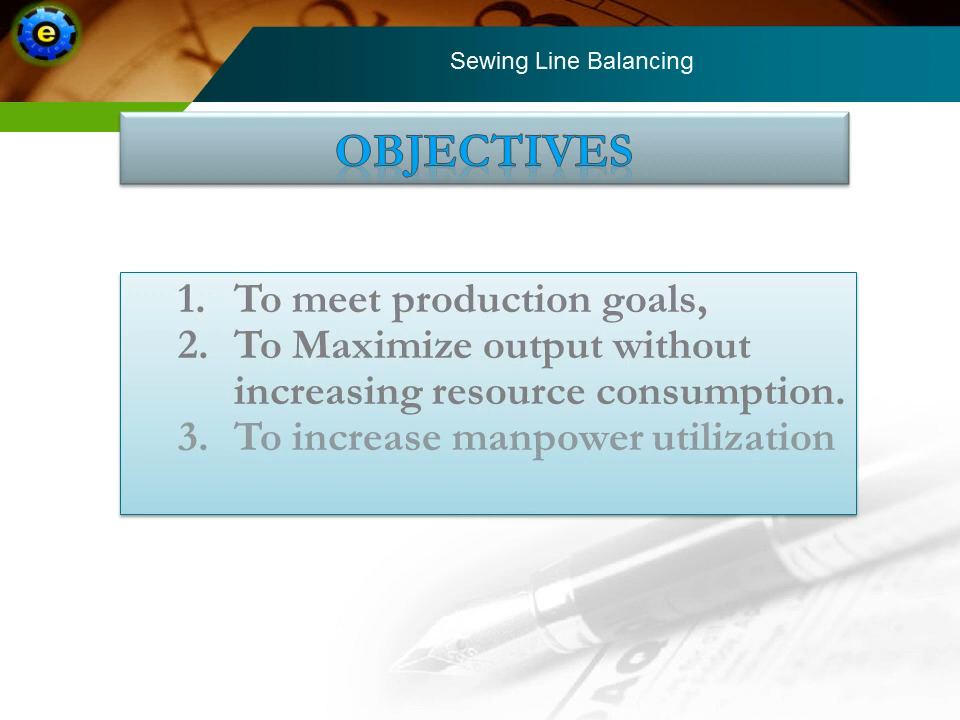 e
Sewing Line Balancing
OBJECTIVES
1. To meet production goals,
2. To Maximize output without
increasing resource consumption.
3. To increase manpower utilization